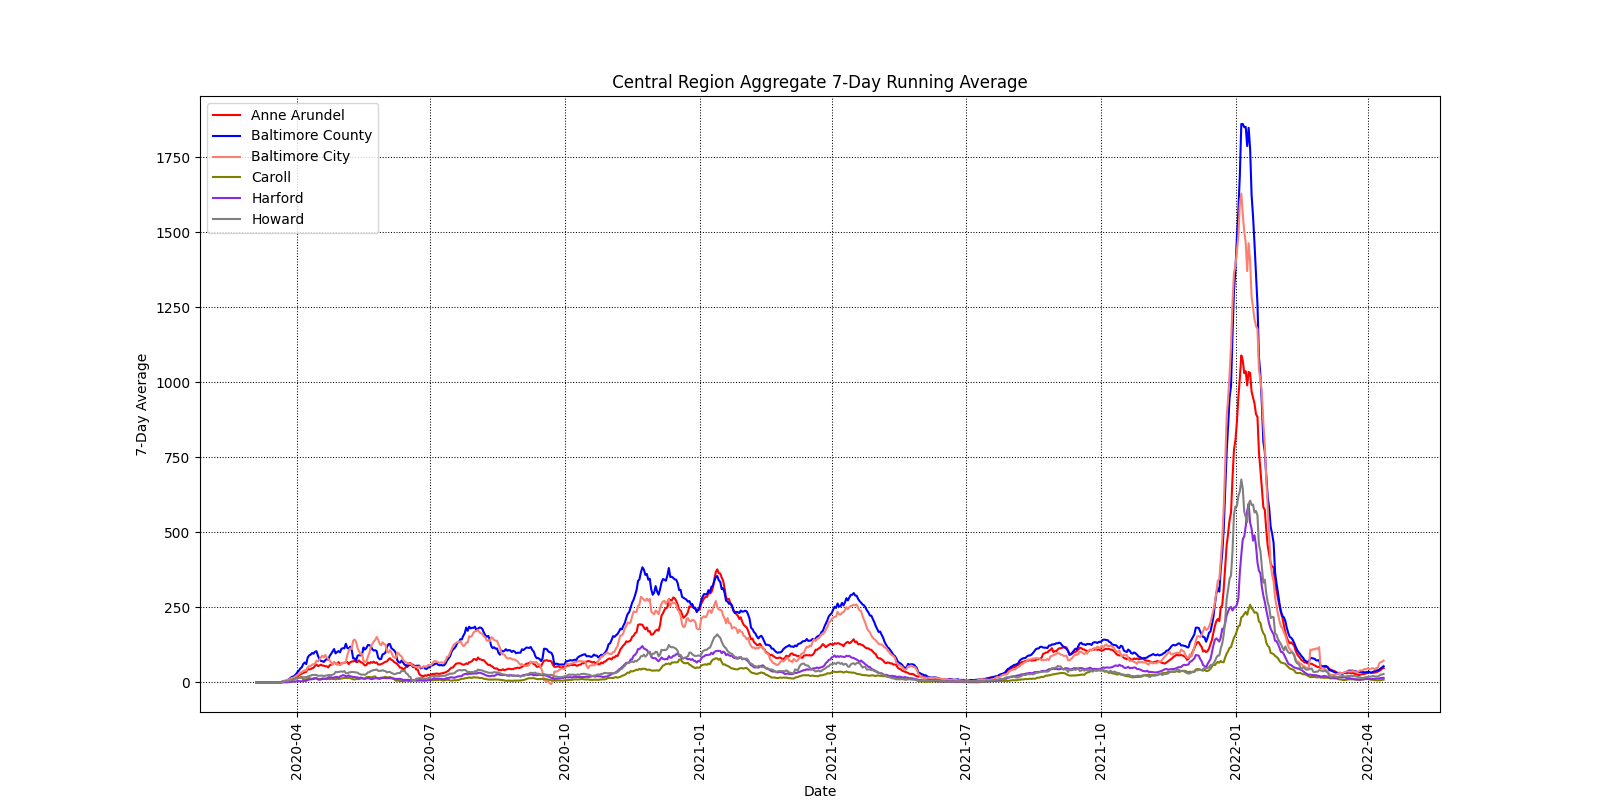 Central Region Aggregate 7-Day Running Average
Anne Arundel
Baltimore County
Baltimore City
Caroll
Harford
Howard
7-Day Average
1750
1500
1250
1000
750
500
250
0
2020-04
2020-07
2020-10
2021-01
2021-04
2021-07
2021-10
2022-01
2022-04
Date